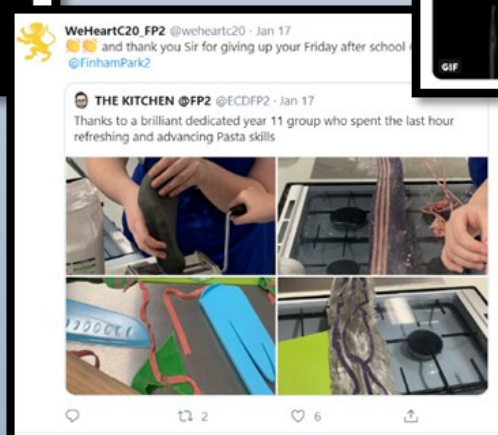 WeHeartC20_FP2 @weheartc20 · Jan 17
👏👏 and thank you Sir for giving up your Friday after school
@FinhamPark2
THE KITCHEN @FP2 @ECDFP2 · Jan 17
Thanks to a brilliant dedicated year 11 group who spent the last hour
refreshing and advancing Pasta skills
2
6
GIF